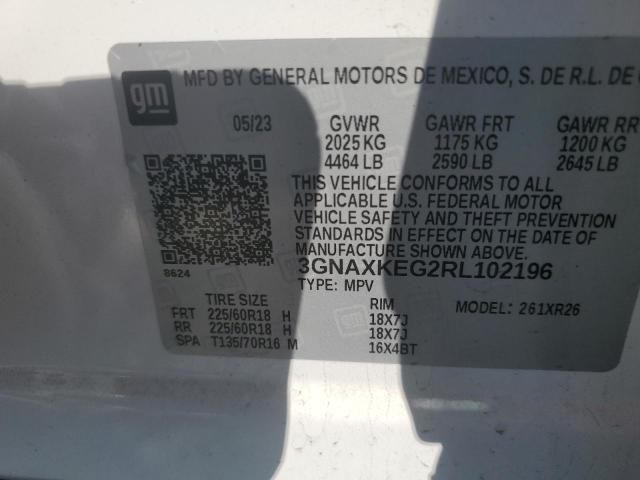 gm
MFD BY GENERAL MOTORS DE MEXICO, S. DE R.L. DE
05/23 GVWR GAWR FRT GAWR RR
2025 KG 1175 KG 1200 KG
4464 LB 2590 LB 2645 LB
THIS VEHICLE CONFORMS TO ALL
APPLICABLE U.S. FEDERAL MOTOR
VEHICLE SAFETY AND THEFT PREVENTION
STANDARDS IN EFFECT ON THE DATE OF
MANUFACTURE SHOWN ABOVE.
8624
3GNAXKEG2RL102196
TYPE: MPV
TIRE SIZE RIM MODEL: 261XR26
FRT 225/60R18 H 18X7J
RR 225/60R18 H 18X7J
SPA T135/70R16 M 16X4BT